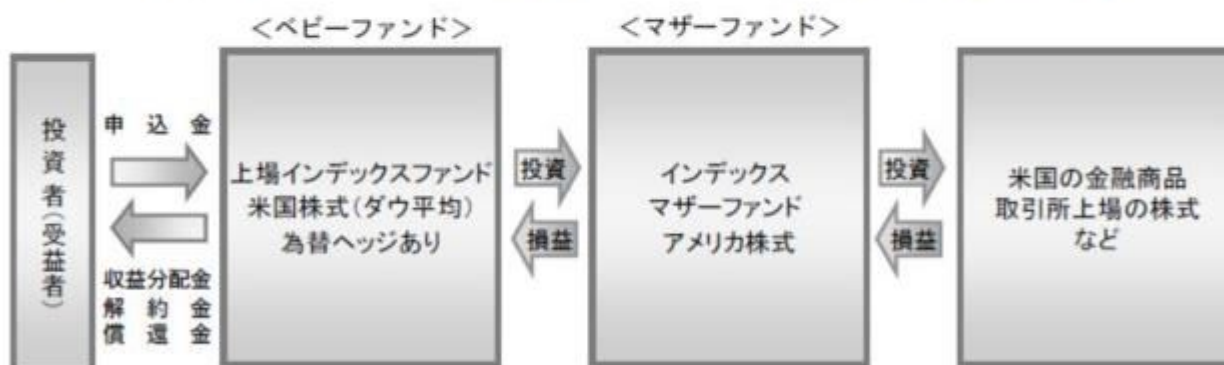 <ベビーファンド>
<マザーファンド>
投資者(受益者)
申込金
収益分配金
解約金
償還金
上場インデックスファンド
米国株式(ダウ平均)
為替ヘッジあり
投資
損益
インデックス
マザーファンド
アメリカ株式
投資
損益
米国の金融商品
取引所上場の株式
など